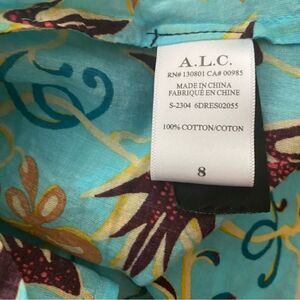 A.L.C.
RN# 130801 CA# 00985
MADE IN CHINA
FABRIQUÉ EN CHINE
S-2304 6DRES02055
100% COTTON/COTON
8